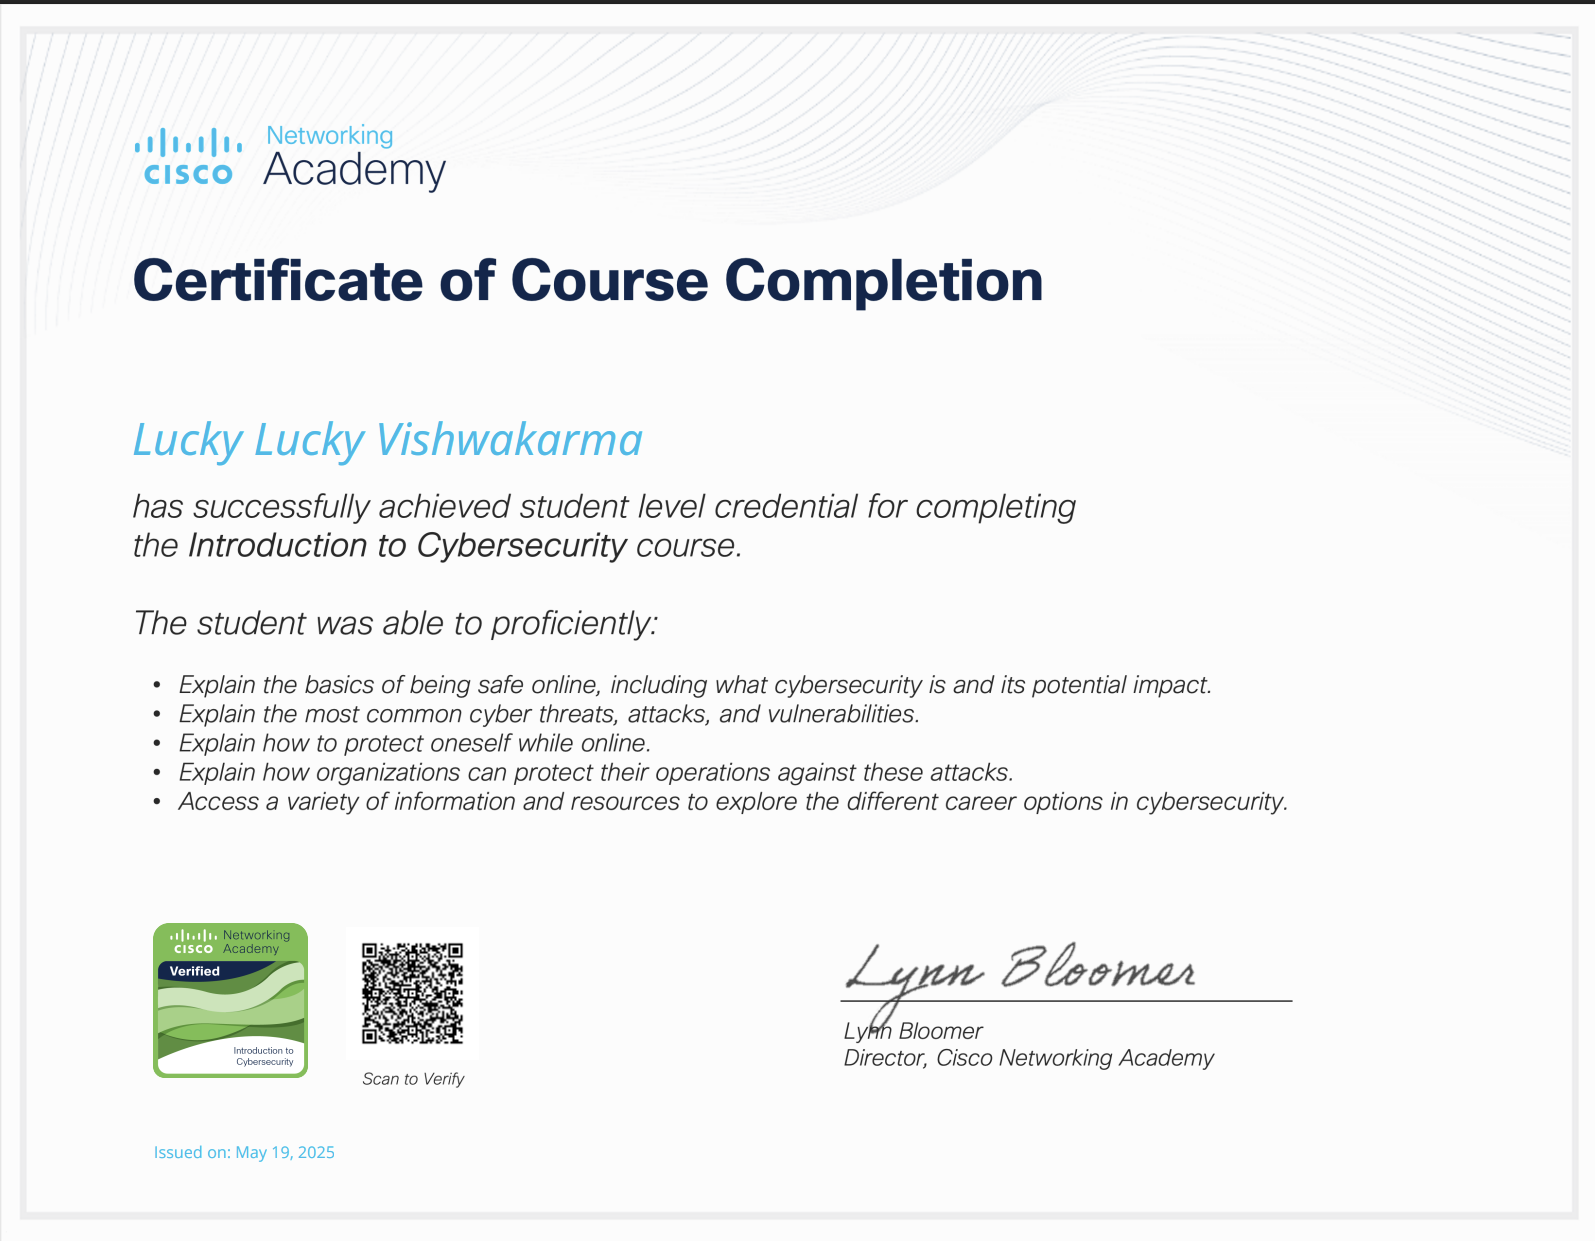 Networking
CISCO Academy
Certificate of Course Completion
Lucky Lucky Vishwakarma
has successfully achieved student level credential for completing
the Introduction to Cybersecurity course.
The student was able to proficiently:
• Explain the basics of being safe online, including what cybersecurity is and its potential impact.
• Explain the most common cyber threats, attacks, and vulnerabilities.
• Explain how to protect oneself while online.
• Explain how organizations can protect their operations against these attacks.
• Access a variety of information and resources to explore the different career options in cybersecurity.
Networking
CISCO Academy
Verified
Introduction to
Cybersecurity
Scan to Verify
Lynn Bloomer
Lynn Bloomer
Director, Cisco Networking Academy
Issued on: May 19, 2025